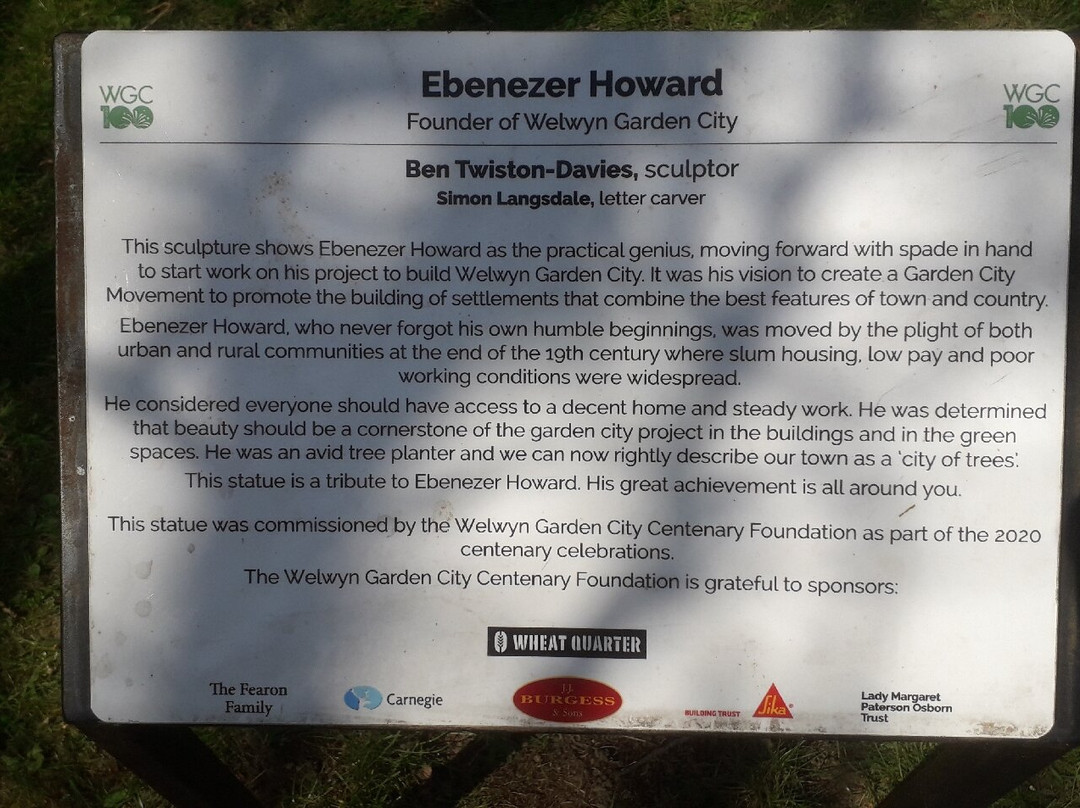 WGC
100
Ebenezer Howard
WGC
100
Founder of Welwyn Garden City
Ben Twiston-Davies, sculptor
Simon Langsdale, letter carver
This sculpture shows Ebenezer Howard as the practical genius, moving forward with spade in hand
to start work on his project to build Welwyn Garden City. It was his vision to create a Garden City
Movement to promote the building of settlements that combine the best features of town and country.
Ebenezer Howard, who never forgot his own humble beginnings, was moved by the plight of both
urban and rural communities at the end of the 19th century where slum housing, low pay and poor
working conditions were widespread.
He considered everyone should have access to a decent home and steady work. He was determined
that beauty should be a cornerstone of the garden city project in the buildings and in the green
spaces. He was an avid tree planter and we can now rightly describe our town as a ‘city of trees’.
This statue is a tribute to Ebenezer Howard. His great achievement is all around you.
This statue was commissioned by the Welwyn Garden City Centenary Foundation as part of the 2020
centenary celebrations.
The Welwyn Garden City Centenary Foundation is grateful to sponsors:
WHEAT QUARTER
The Fearon
Family
Carnegie
J.J.
BURGESS
& Sons
BUILDING TRUST
Sika
Lady Margaret
Paterson Osborn
Trust